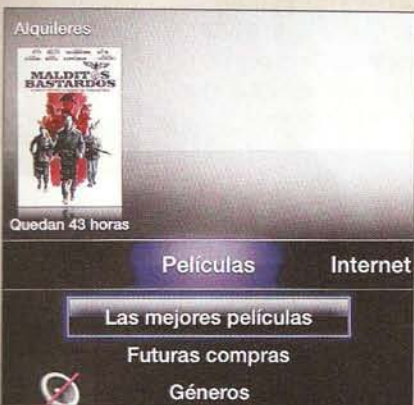 Alquileres
MALDITOS
BASTARDOS
Quedan 43 horas
Películas
Internet
Las mejores películas
Futuras compras
Géneros